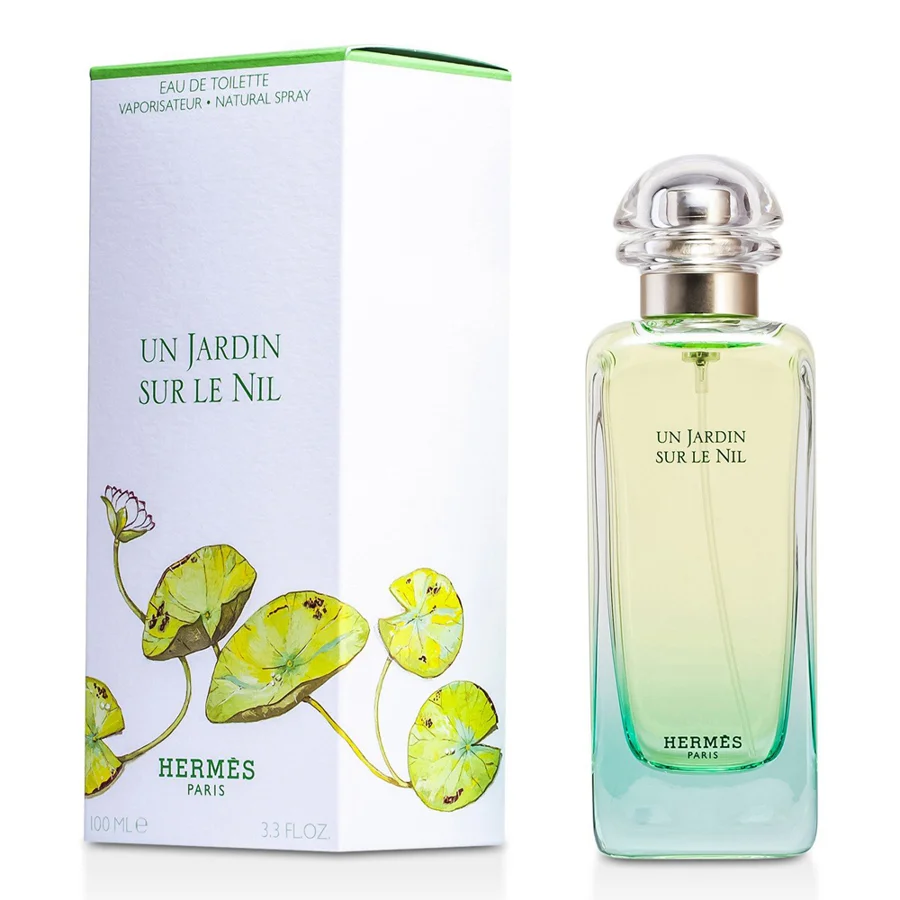 EAU DE TOILETTE
VAPORISATEUR • NATURAL SPRAY
UN JARDIN
SUR LE NIL
HERMÈS
PARIS
100 ML ℮
3.3 FL.OZ.
UN JARDIN
SUR LE NIL
HERMÈS
PARIS